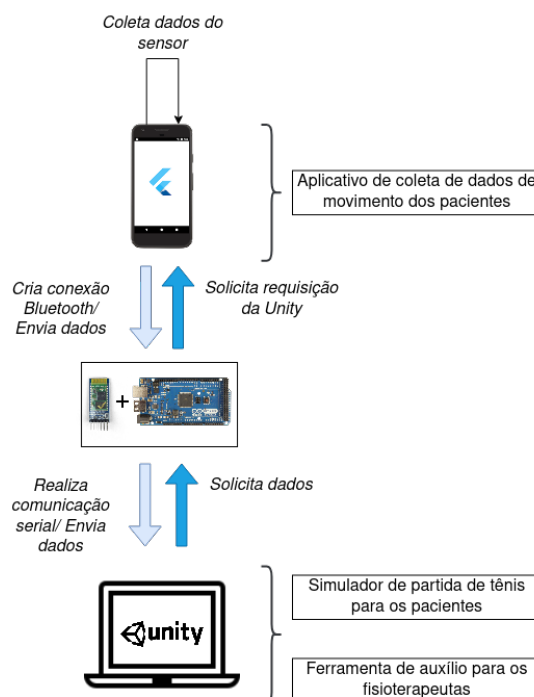 Coleta dados do
sensor
Aplicativo de coleta de dados de
movimento dos pacientes
Cria conexão
Bluetooth/
Envia dados
Solicita requisição
da Unity
+
Realiza
comunicação
serial/ Envia
dados
Solicita dados
unity
Simulador de partida de tênis
para os pacientes
Ferramenta de auxílio para os
fisioterapeutas